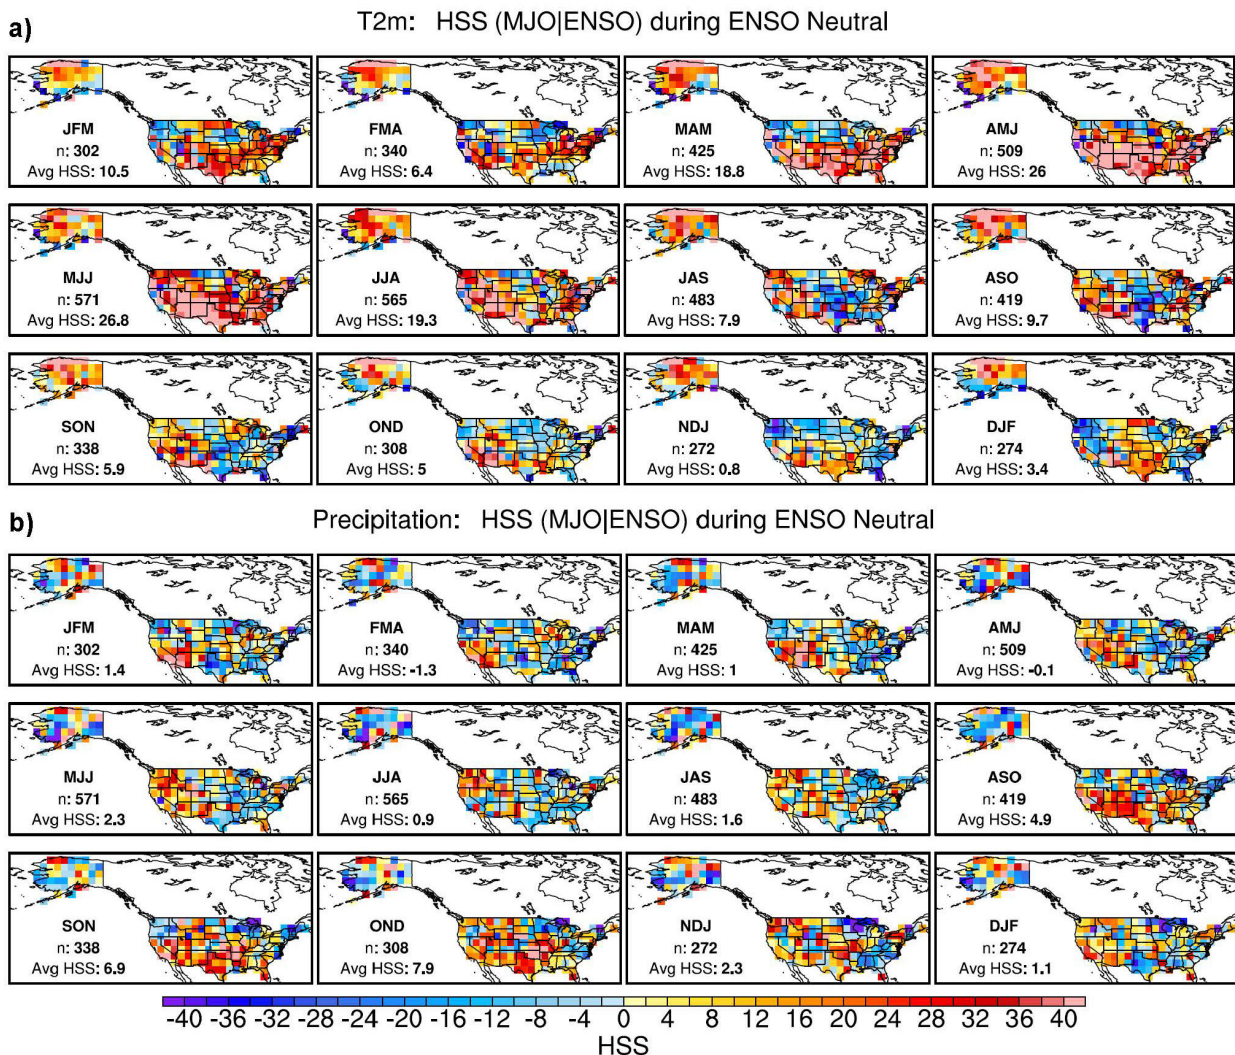 a)
T2m: HSS (MJO|ENSO) during ENSO Neutral
JFM
n: 302
Avg HSS: 10.5
FMA
n: 340
Avg HSS: 6.4
MAM
n: 425
Avg HSS: 18.8
AMJ
n: 509
Avg HSS: 26
MJJ
n: 571
Avg HSS: 26.8
JJA
n: 565
Avg HSS: 19.3
JAS
n: 483
Avg HSS: 7.9
ASO
n: 419
Avg HSS: 9.7
SON
n: 338
Avg HSS: 5.9
OND
n: 308
Avg HSS: 5
NDJ
n: 272
Avg HSS: 0.8
DJF
n: 274
Avg HSS: 3.4
b)
Precipitation: HSS (MJO|ENSO) during ENSO Neutral
JFM
n: 302
Avg HSS: 1.4
FMA
n: 340
Avg HSS: -1.3
MAM
n: 425
Avg HSS: 1
AMJ
n: 509
Avg HSS: -0.1
MJJ
n: 571
Avg HSS: 2.3
JJA
n: 565
Avg HSS: 0.9
JAS
n: 483
Avg HSS: 1.6
ASO
n: 419
Avg HSS: 4.9
SON
n: 338
Avg HSS: 6.9
OND
n: 308
Avg HSS: 7.9
NDJ
n: 272
Avg HSS: 2.3
DJF
n: 274
Avg HSS: 1.1
-40 -36 -32 -28 -24 -20 -16 -12 -8 -4 0 4 8 12 16 20 24 28 32 36 40
HSS